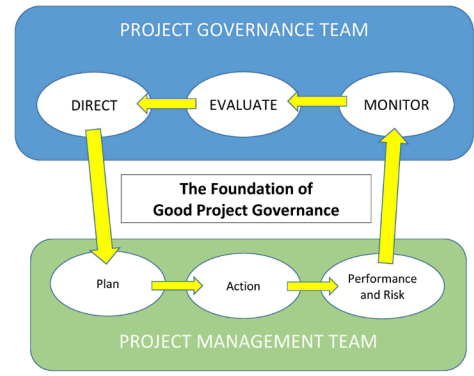 PROJECT GOVERNANCE TEAM
DIRECT
EVALUATE
MONITOR
The Foundation of
Good Project Governance
Plan
Action
Performance
and Risk
PROJECT MANAGEMENT TEAM